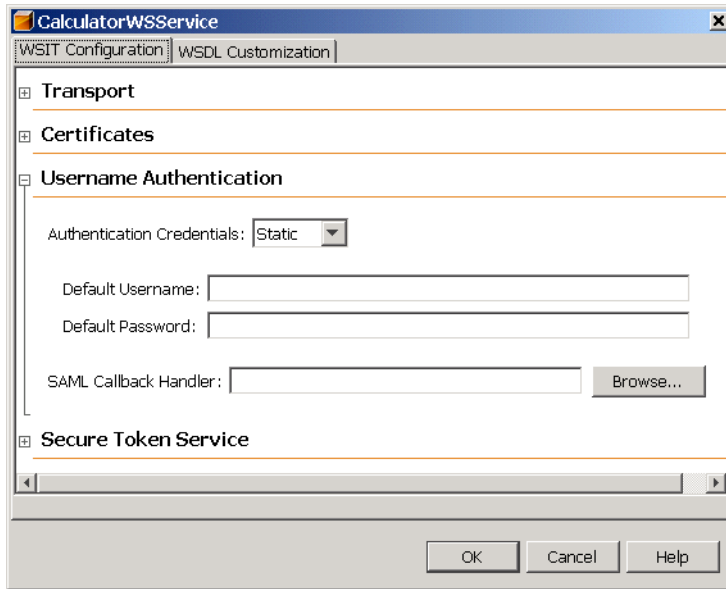 CalculatorWSService
WSIT Configuration WSDL Customization
Transport
Certificates
Username Authentication
Authentication Credentials: Static
Default Username:
Default Password:
SAML Callback Handler: Browse...
Secure Token Service
OK Cancel Help